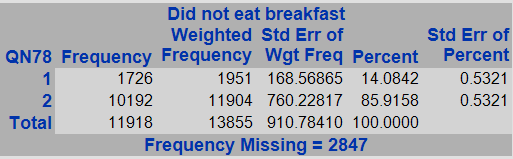 Did not eat breakfast
Weighted Std Err of Std Err of
QN78 Frequency Frequency Wgt Freq Percent Percent
1 1726 1951 168.56865 14.0842 0.5321
2 10192 11904 760.22817 85.9158 0.5321
Total 11918 13855 910.78410 100.0000
Frequency Missing = 2847